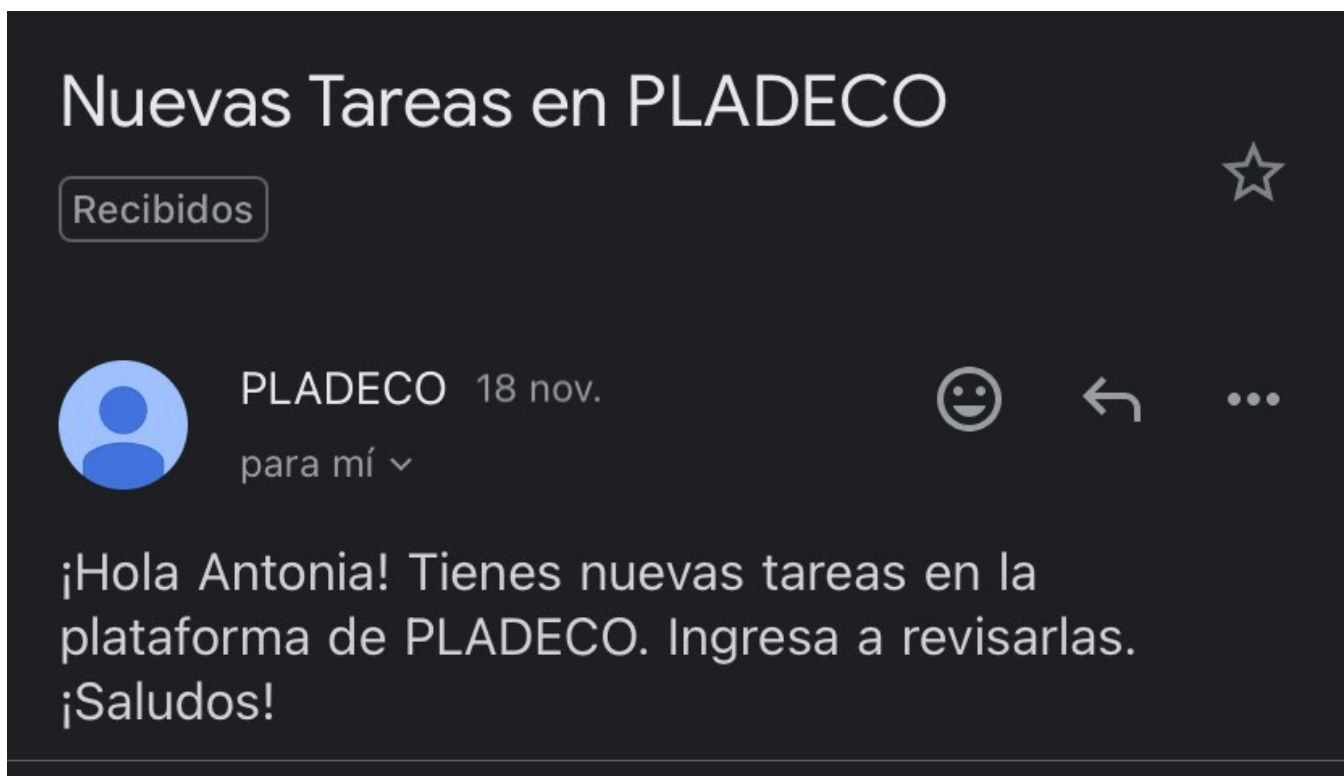 Nuevas Tareas en PLADECO
Recibidos
PLADECO 18 nov.
para mí
¡Hola Antonia! Tienes nuevas tareas en la
plataforma de PLADECO. Ingresa a revisarlas.
¡Saludos!